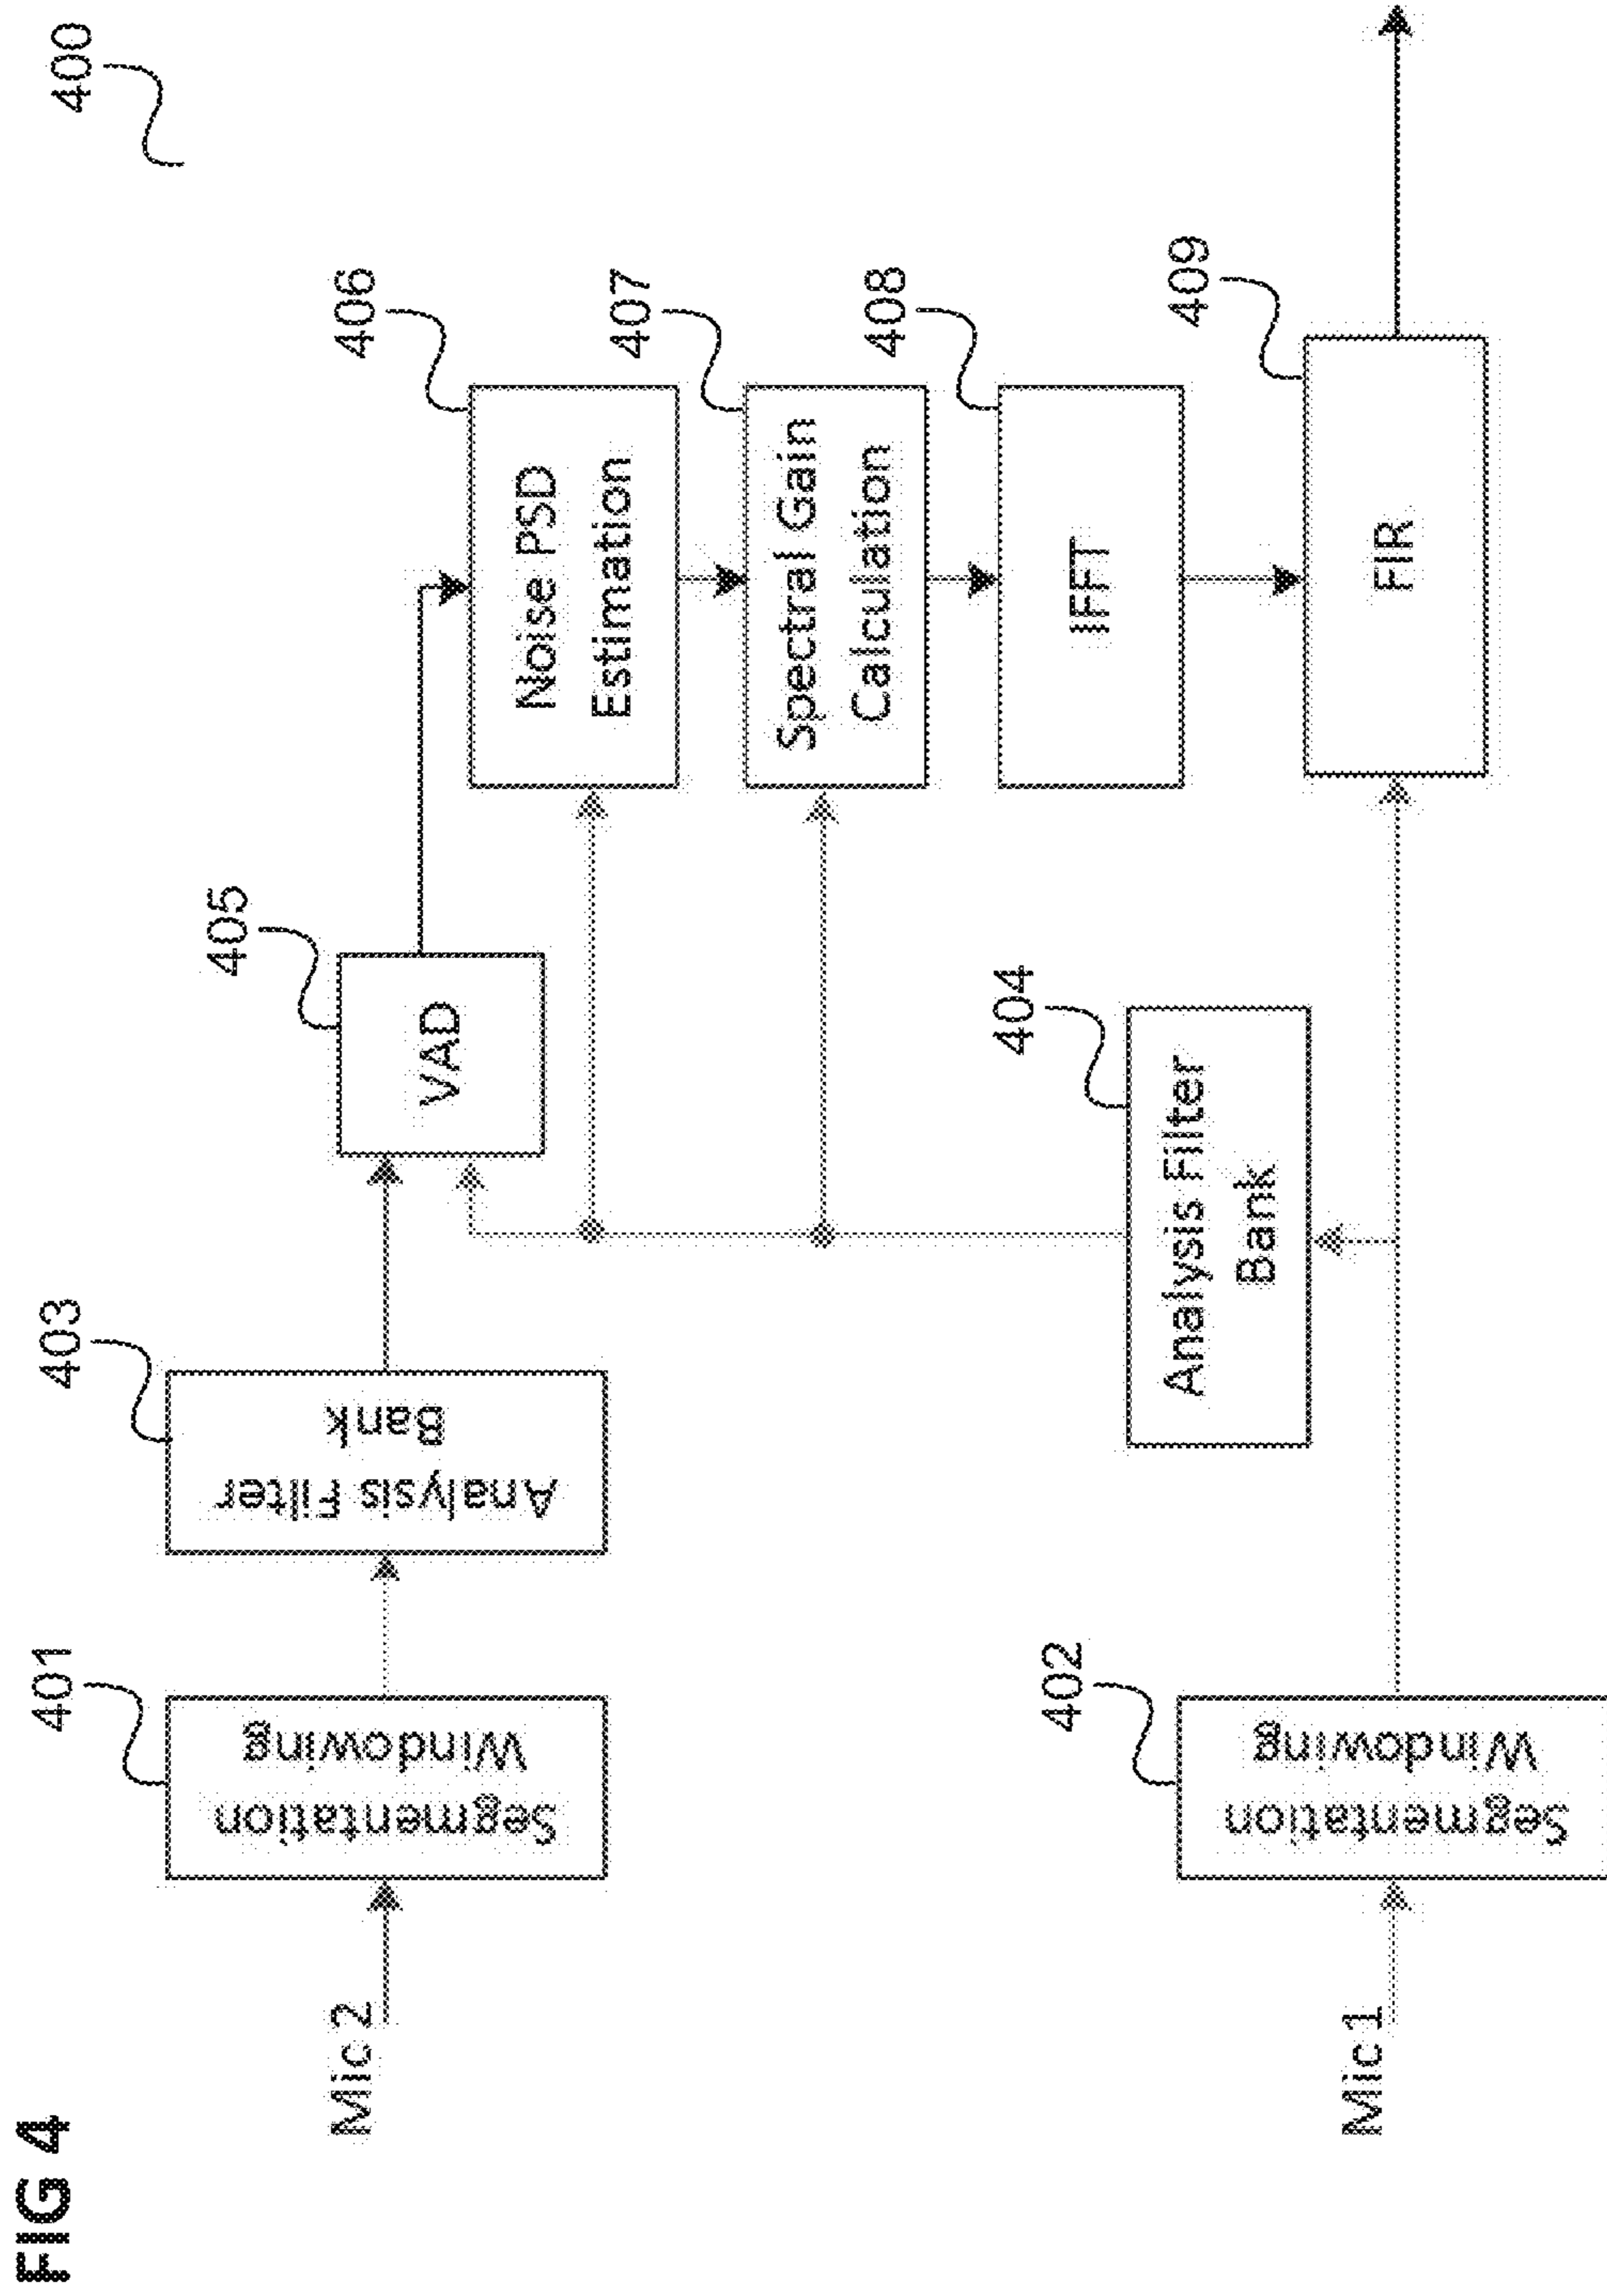 FIG 4
400
Mic 2
401
Segmentation
Windowing
403
Analysis Filter
Bank
405
VAD
406
Noise PSD
Estimation
407
Spectral Gain
Calculation
408
IFFT
409
FIR
404
Analysis Filter
Bank
Mic 1
402
Segmentation
Windowing